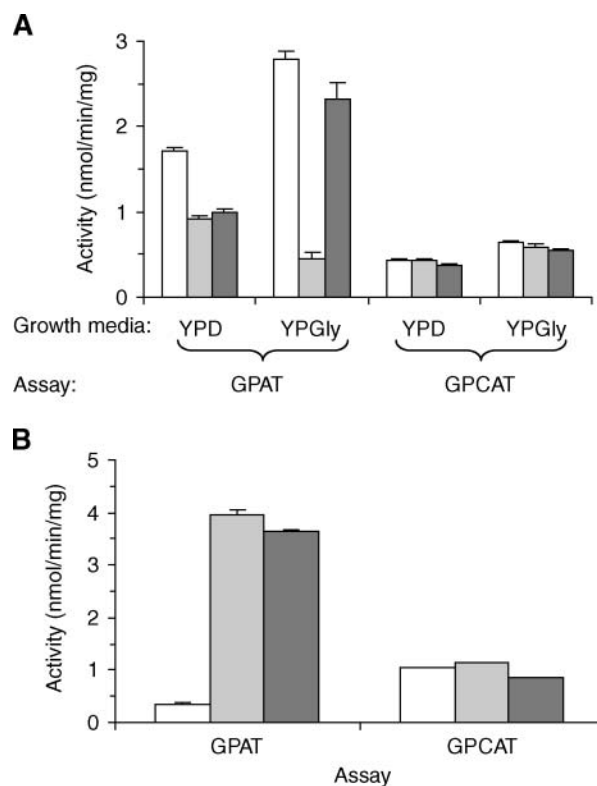 A
Activity (nmol/min/mg)
3
2
1
0
Growth media: YPD YPGly YPD YPGly
Assay: GPAT GPCAT
B
Activity (nmol/min/mg)
5
4
3
2
1
0
GPAT GPCAT
Assay